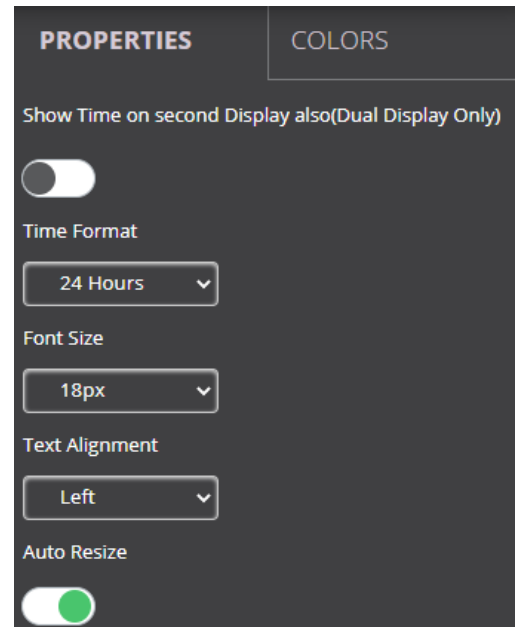 PROPERTIES
COLORS
Show Time on second Display also(Dual Display Only)
Time Format
24 Hours
Font Size
18px
Text Alignment
Left
Auto Resize